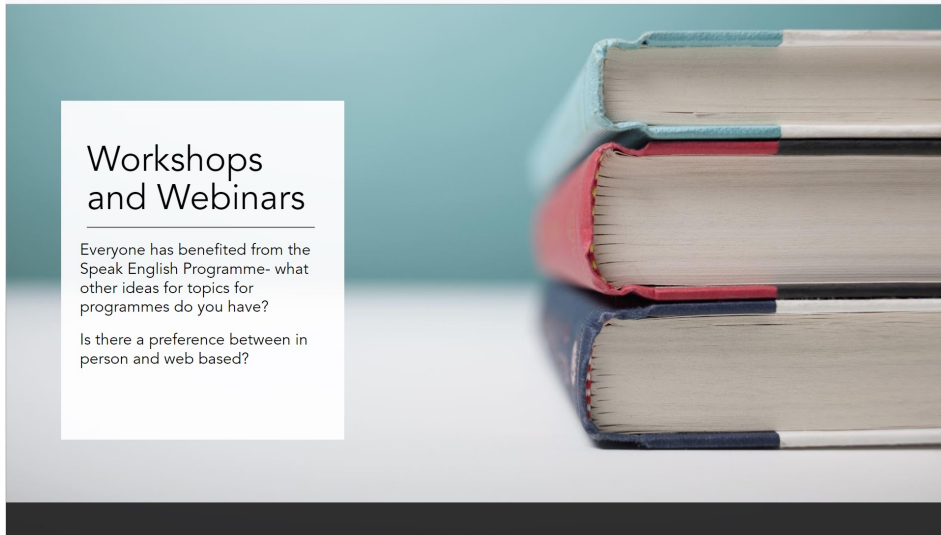 Workshops
and Webinars
Everyone has benefited from the
Speak English Programme- what
other ideas for topics for
programmes do you have?
Is there a preference between in
person and web based?